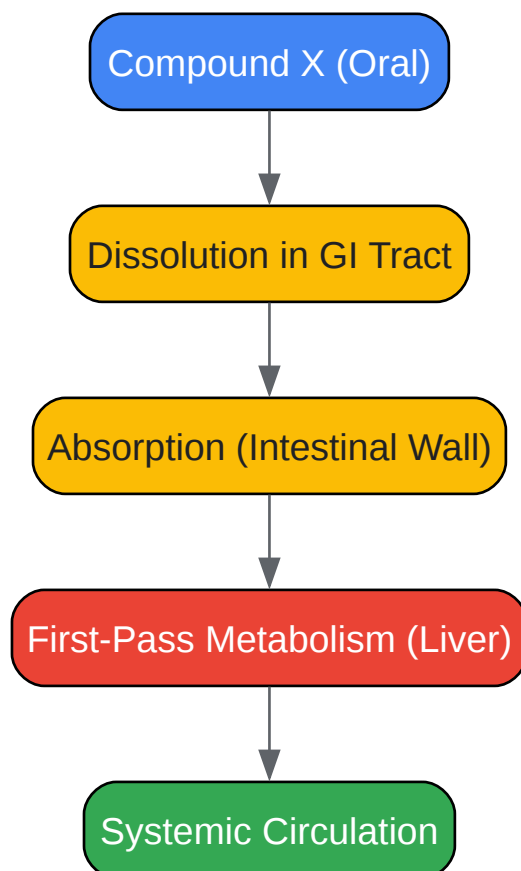 Compound X (Oral)
Dissolution in GI Tract
Absorption (Intestinal Wall)
First-Pass Metabolism (Liver)
Systemic Circulation